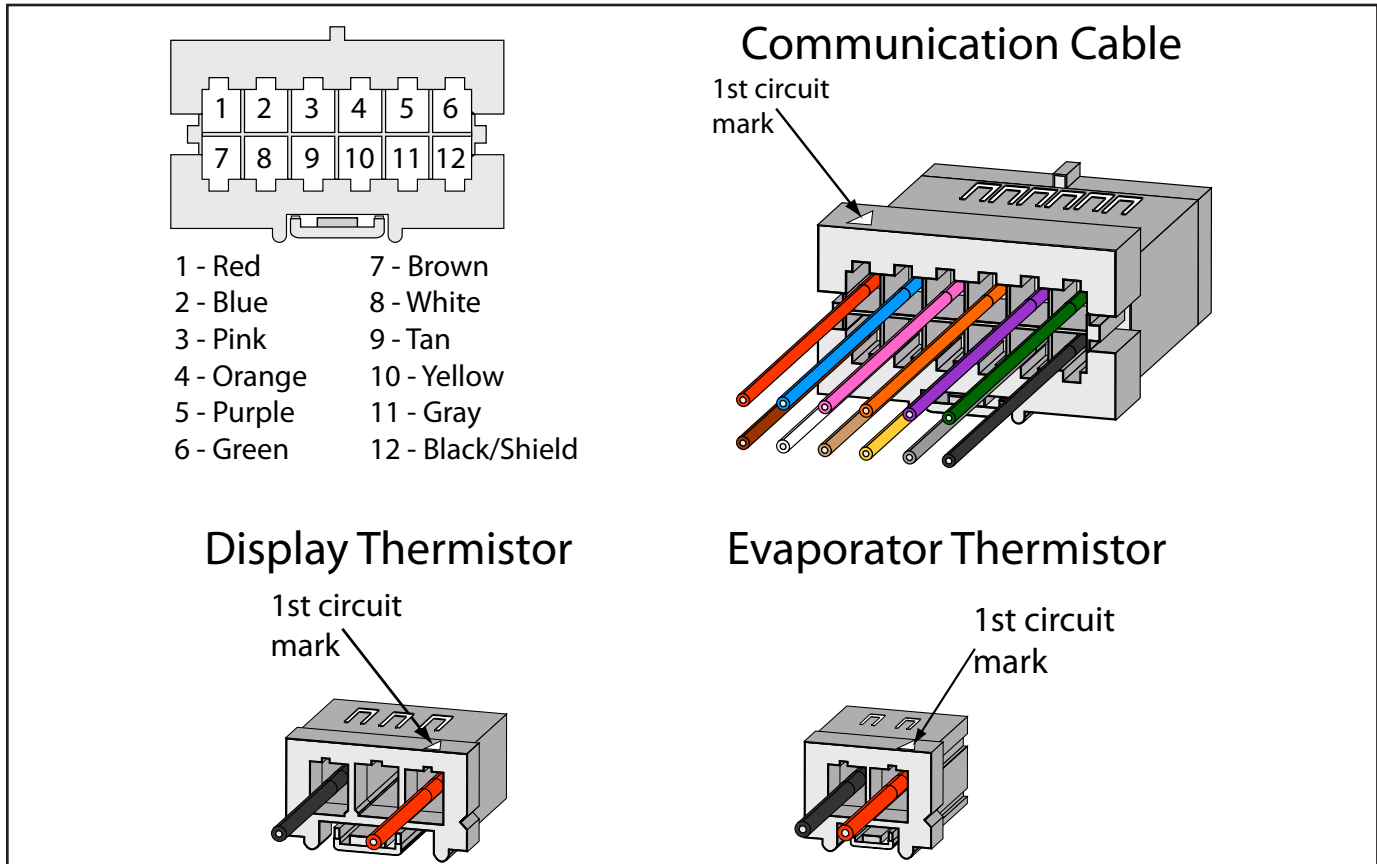 Communication Cable
1st circuit
mark
1 2 3 4 5 6
7 8 9 10 11 12
1 - Red
2 - Blue
3 - Pink
4 - Orange
5 - Purple
6 - Green
7 - Brown
8 - White
9 - Tan
10 - Yellow
11 - Gray
12 - Black/Shield
Display Thermistor
1st circuit
mark
Evaporator Thermistor
1st circuit
mark